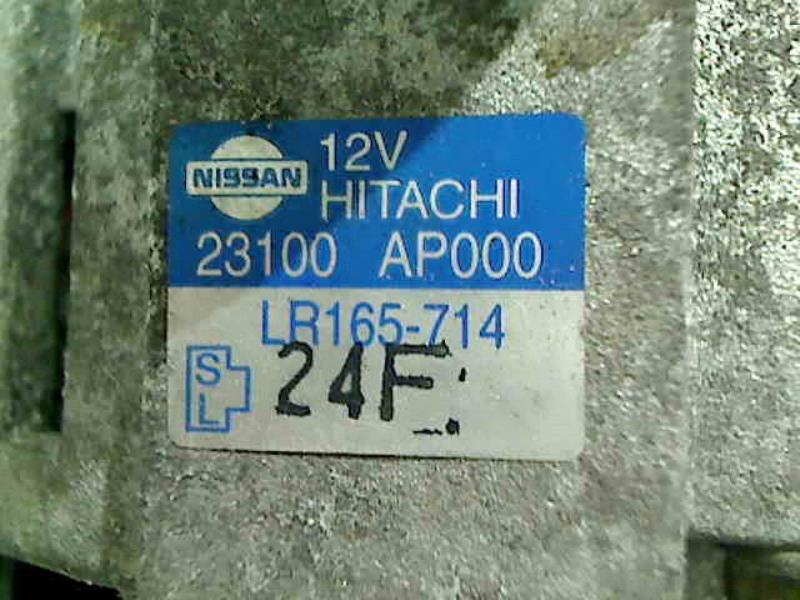 NISSAN
12V
HITACHI
23100 AP000
LR165-714
S
L
24F